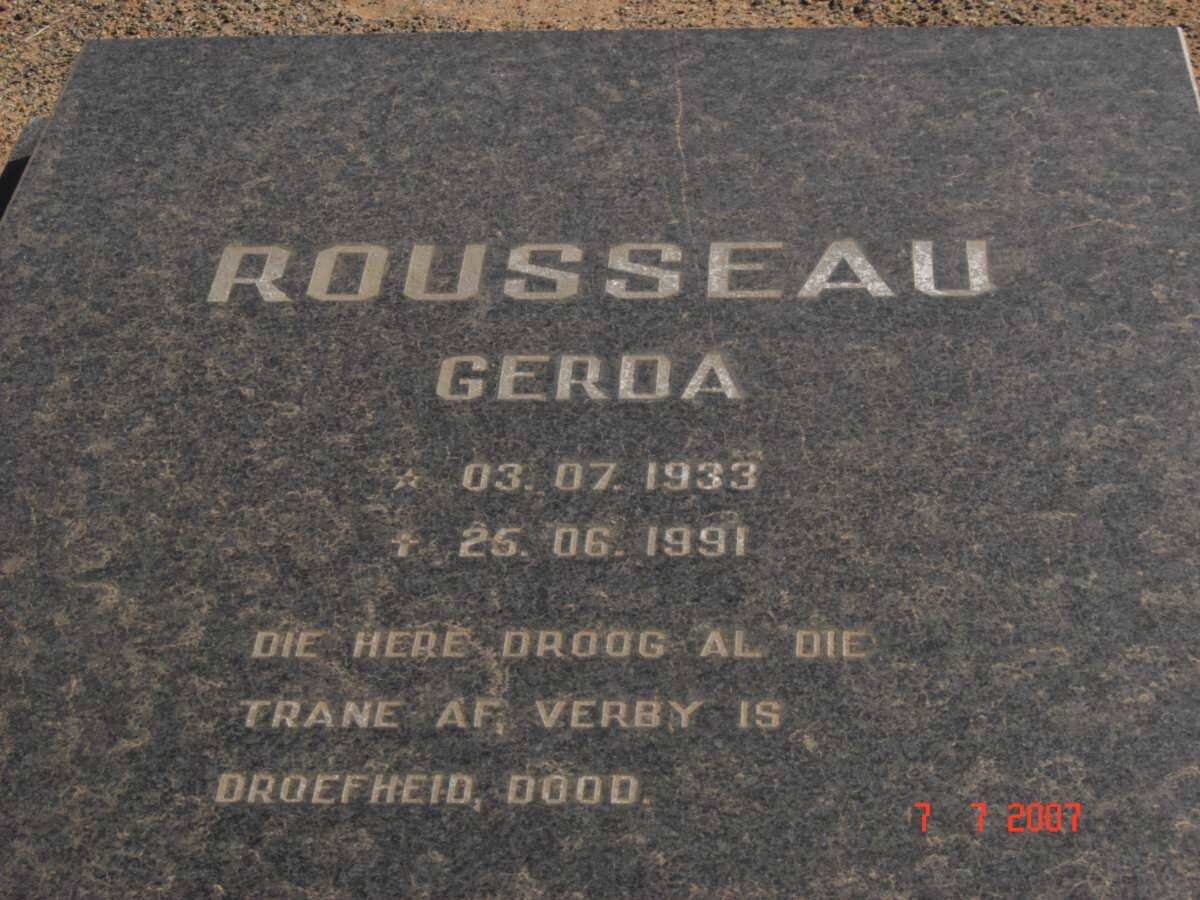 ROUSSEAU
GERDA
☆ 03. 07. 1933
✝ 25. 06. 1991
DIE HERE DROOG AL DIE
TRANE AF, VERBY IS
DROEFHEID, DOOD.
7 7 2007